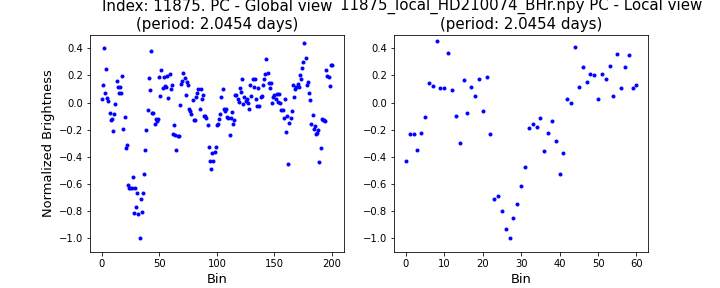 Index: 11875. PC - Global view
(period: 2.0454 days)
11875_local_HD210074_BHr.npy PC - Local view
(period: 2.0454 days)
Normalized Brightness
0.4
0.2
0.0
−0.2
−0.4
−0.6
−0.8
−1.0
0 50 100 150 200
Bin
0.4
0.2
0.0
−0.2
−0.4
−0.6
−0.8
−1.0
0 10 20 30 40 50 60
Bin